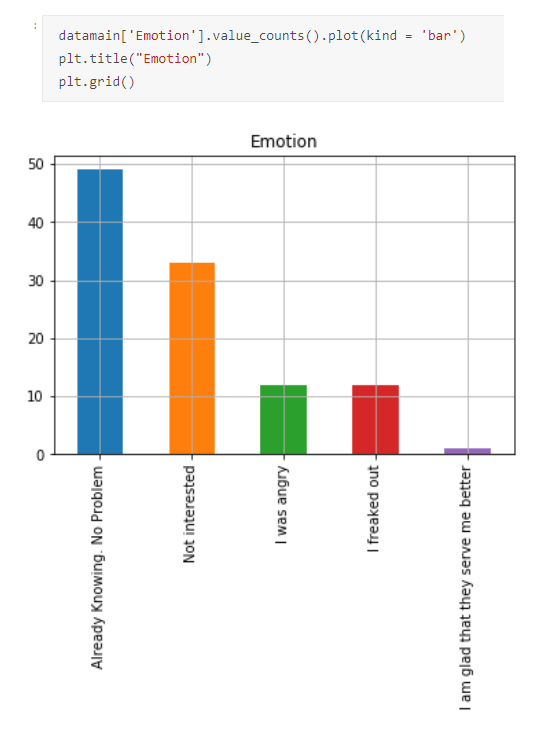 :
datamain['Emotion'].value_counts().plot(kind = 'bar')
plt.title("Emotion")
plt.grid()
Emotion
50
40
30
20
10
0
Already Knowing. No Problem
Not interested
I was angry
I freaked out
I am glad that they serve me better